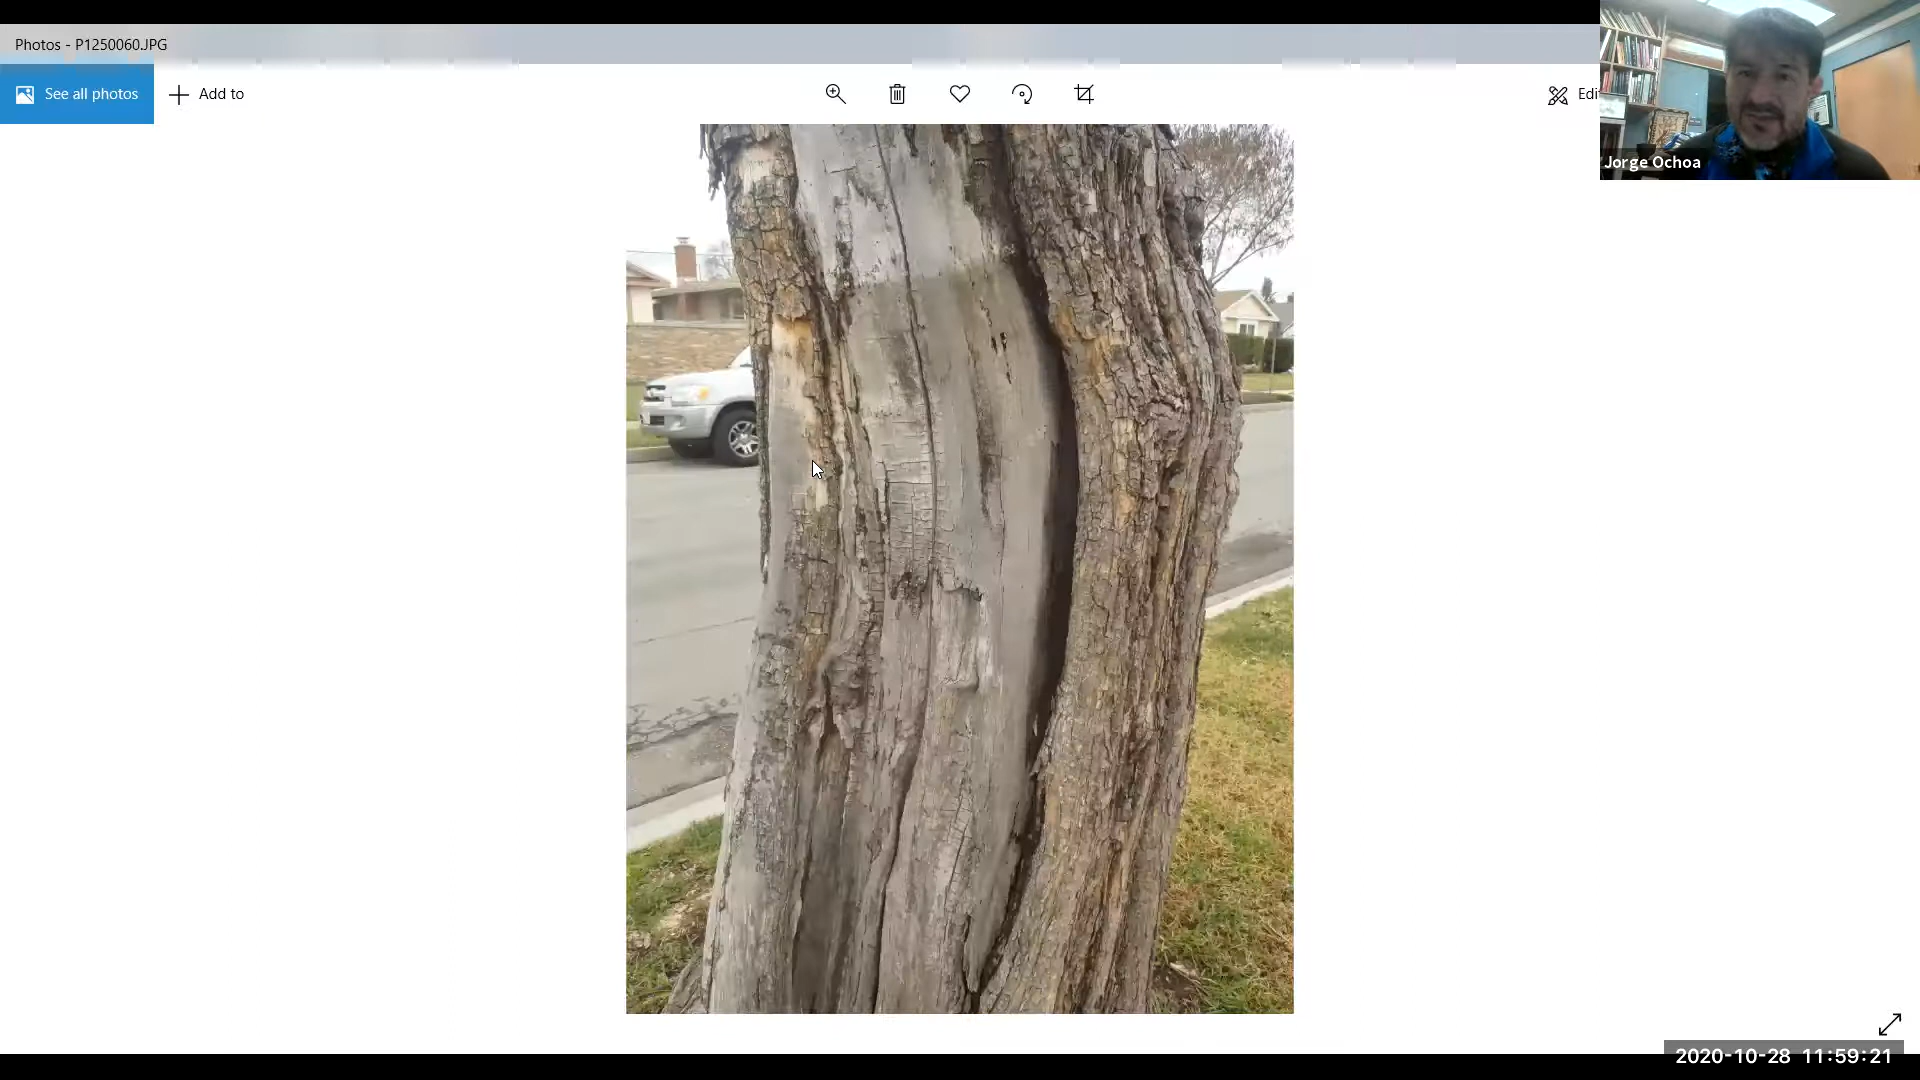 Photos - P1250060.JPG
See all photos
Add to
Edi
Jorge Ochoa
2020-10-28 11:59:21